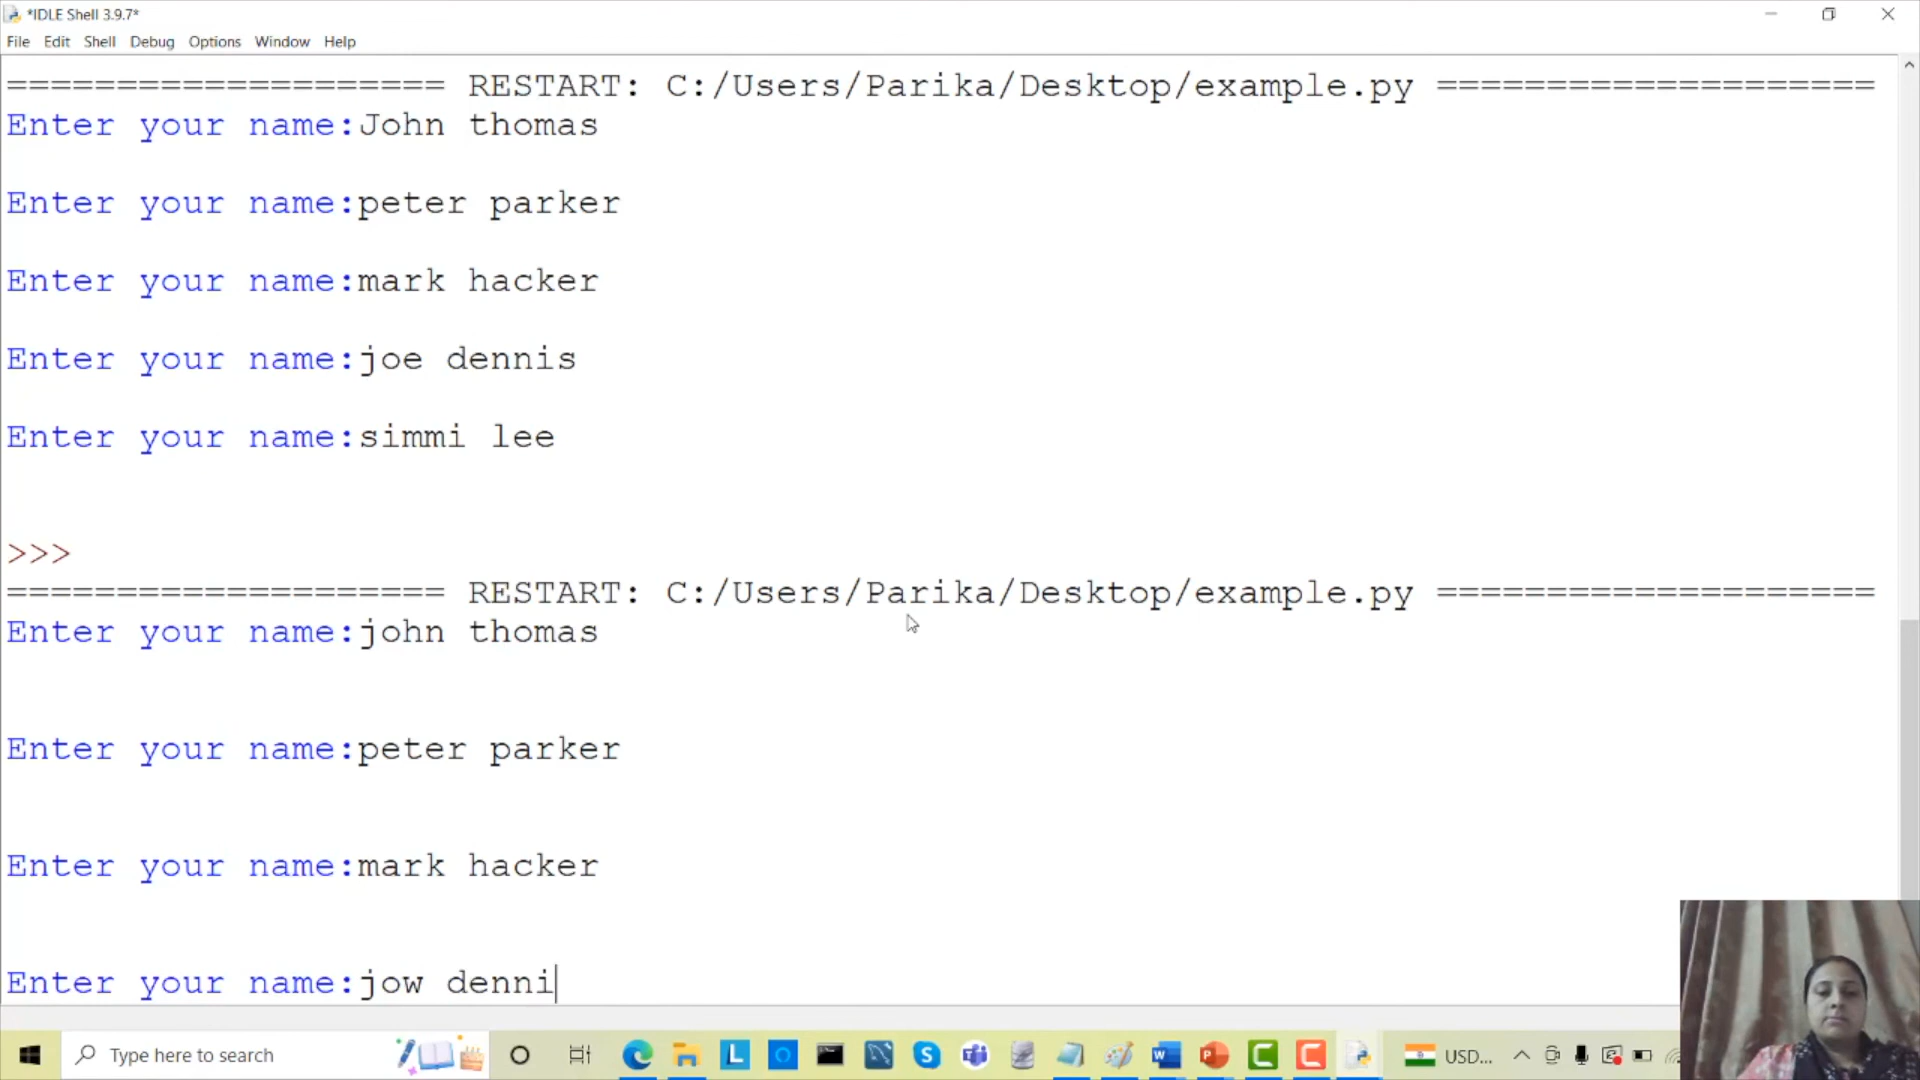 *IDLE Shell 3.9.7*
File Edit Shell Debug Options Window Help
==================== RESTART: C:/Users/Parika/Desktop/example.py ====================
Enter your name:John thomas
Enter your name:peter parker
Enter your name:mark hacker
Enter your name:joe dennis
Enter your name:simmi lee
>>>
==================== RESTART: C:/Users/Parika/Desktop/example.py ====================
Enter your name:john thomas
Enter your name:peter parker
Enter your name:mark hacker
Enter your name:jow denni
Type here to search
USD...